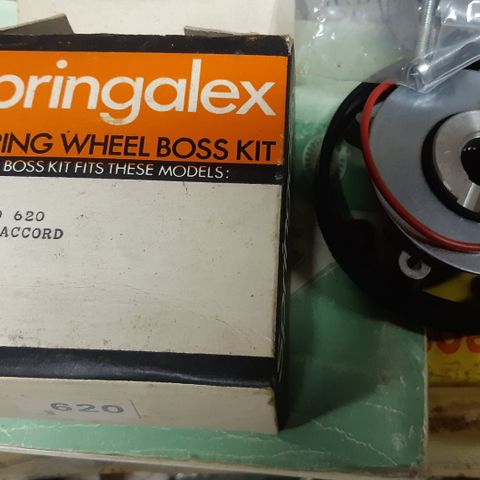 pringalex
RING WHEEL BOSS KIT
BOSS KIT FITS THESE MODELS:
620
ACCORD
620